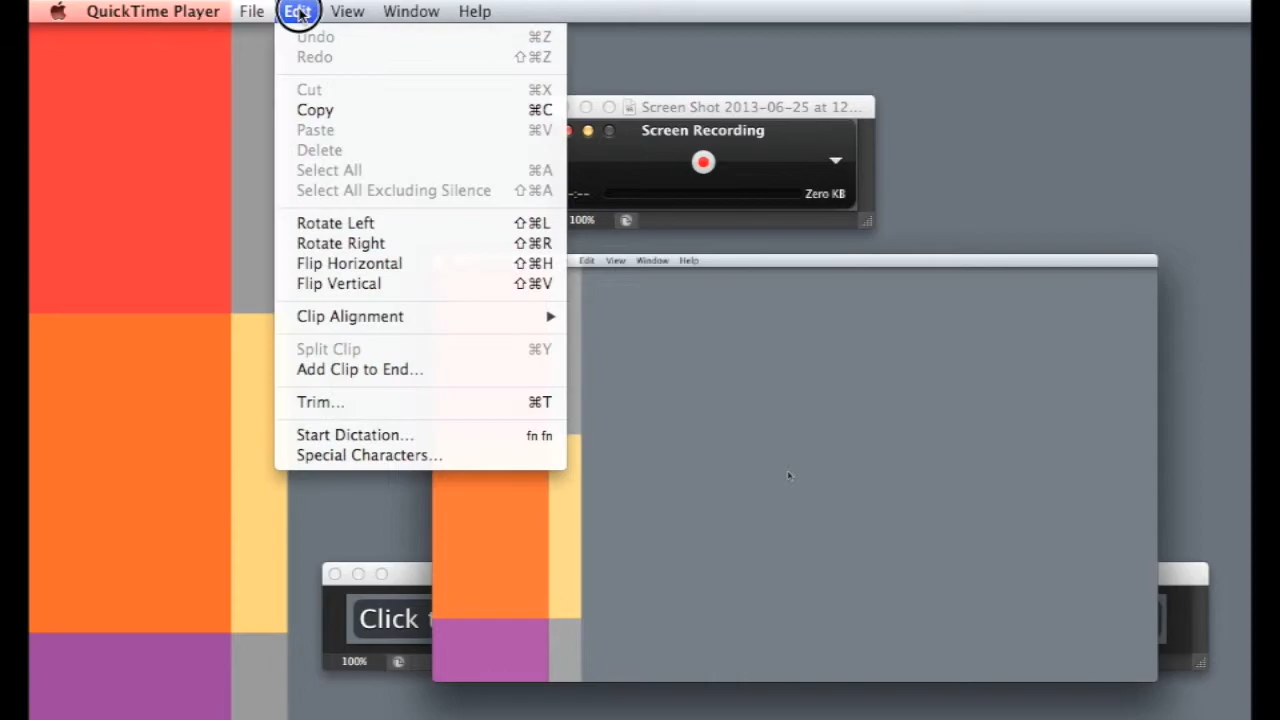 QuickTime Player File Edit View Window Help
Undo ⌘Z
Redo ⇧⌘Z
Cut ⌘X
Copy ⌘C
Paste ⌘V
Delete
Select All ⌘A
Select All Excluding Silence ⇧⌘A
Rotate Left ⇧⌘L
Rotate Right ⇧⌘R
Flip Horizontal ⇧⌘H
Flip Vertical ⇧⌘V
Clip Alignment
Split Clip ⌘Y
Add Clip to End...
Trim... ⌘T
Start Dictation... fn fn
Special Characters...
Screen Shot 2013-06-25 at 12...
Screen Recording
Zero KB
100%
Edit View Window Help
Click
100%